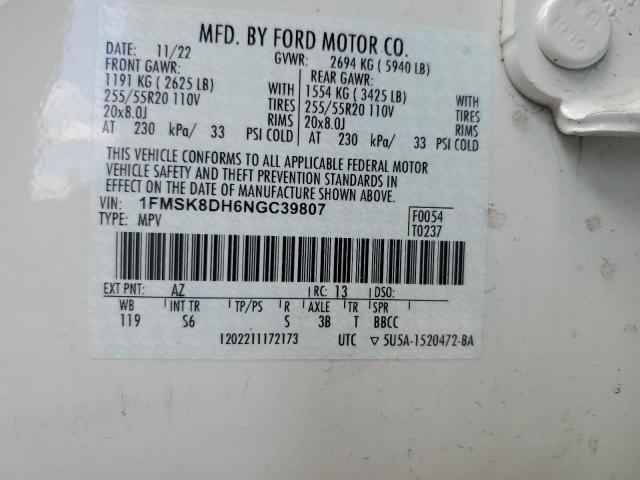 MFD. BY FORD MOTOR CO.
DATE: 11/22 GVWR: 2694 KG ( 5940 LB)
FRONT GAWR: REAR GAWR:
1191 KG ( 2625 LB) WITH 1554 KG ( 3425 LB) WITH
255/55R20 110V TIRES 255/55R20 110V TIRES
20x8.0J RIMS 20x8.0J RIMS
AT 230 kPa/ 33 PSI COLD AT 230 kPa/ 33 PSI COLD
THIS VEHICLE CONFORMS TO ALL APPLICABLE FEDERAL MOTOR
VEHICLE SAFETY AND THEFT PREVENTION STANDARDS IN
EFFECT ON THE DATE OF MANUFACTURE SHOWN ABOVE.
VIN: 1FMSK8DH6NGC39807 F0054
TYPE: MPV T0237
EXT PNT: AZ RC: 13 DSO:
WB INT TR TP/PS R AXLE TR SPR
119 S6 S 3B T BBCC
1202211172173 UTC 5U5A-1520472-BA